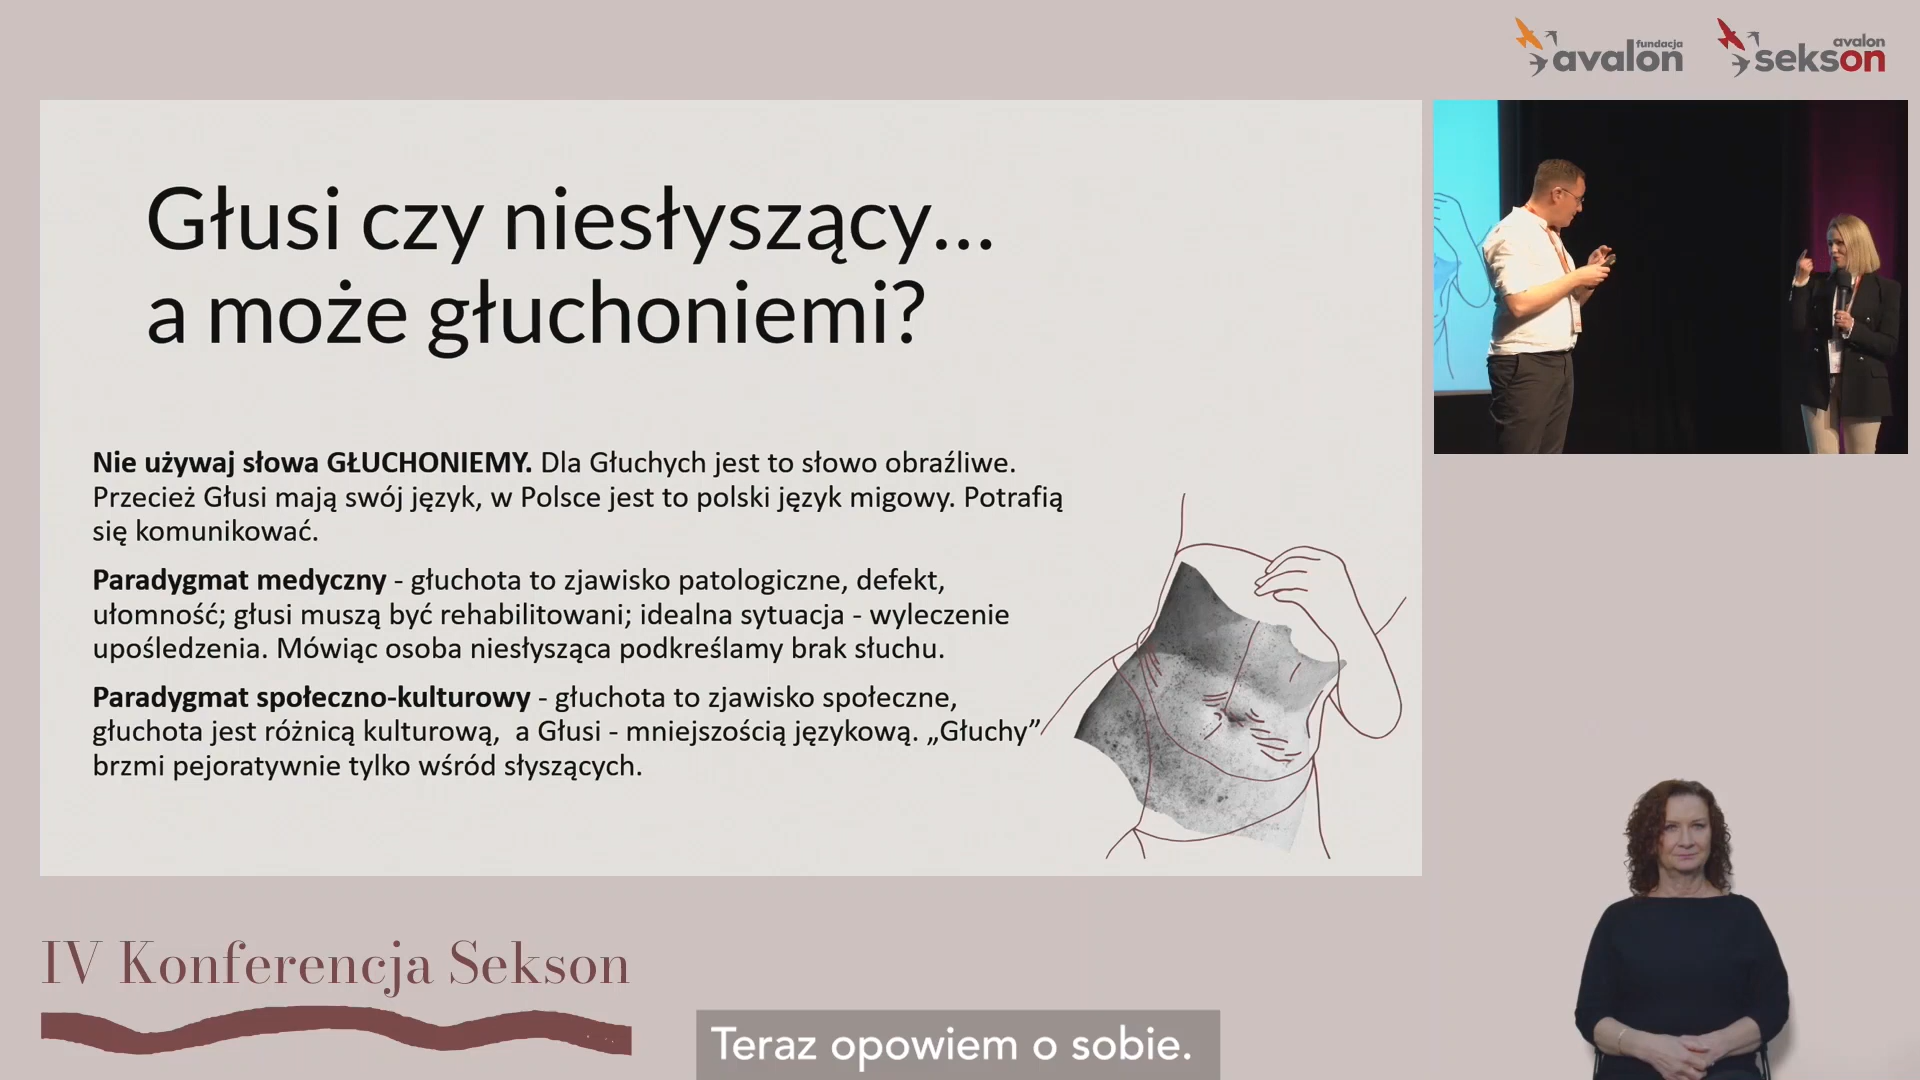 fundacja
avalon
avalon
sekson
Głusi czy niesłyszący...
a może głuchoniemi?
Nie używaj słowa GŁUCHONIEMY. Dla Głuchych jest to słowo obraźliwe.
Przecież Głusi mają swój język, w Polsce jest to polski język migowy. Potrafią
się komunikować.
Paradygmat medyczny - głuchota to zjawisko patologiczne, defekt,
ułomność; głusi muszą być rehabilitowani; idealna sytuacja - wyleczenie
upośledzenia. Mówiąc osoba niesłysząca podkreślamy brak słuchu.
Paradygmat społeczno-kulturowy - głuchota to zjawisko społeczne,
głuchota jest różnicą kulturową,  a Głusi - mniejszością językową. „Głuchy”
brzmi pejoratywnie tylko wśród słyszących.
IV Konferencja Sekson
Teraz opowiem o sobie.